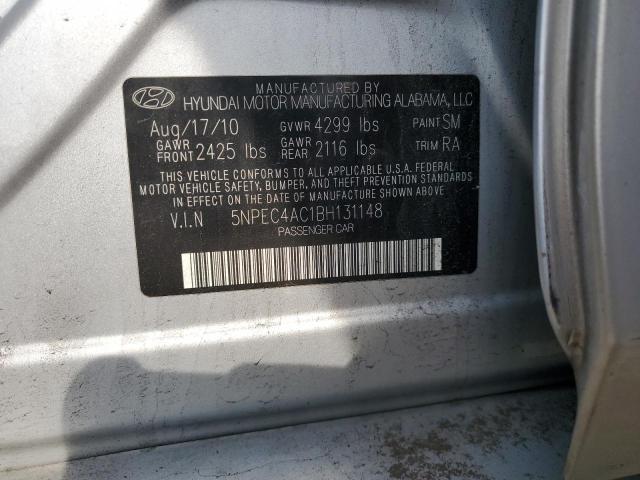 MANUFACTURED BY
HYUNDAI MOTOR MANUFACTURING ALABAMA, LLC
Aug/17/10 GVWR 4299 lbs PAINT SM
GAWR FRONT 2425 lbs GAWR REAR 2116 lbs TRIM RA
THIS VEHICLE CONFORMS TO ALL APPLICABLE U.S.A. FEDERAL
MOTOR VEHICLE SAFETY, BUMPER, AND THEFT PREVENTION STANDARDS
IN EFFECT ON THE DATE OF MANUFACTURE SHOWN ABOVE.
V.I.N 5NPEC4AC1BH131148
PASSENGER CAR